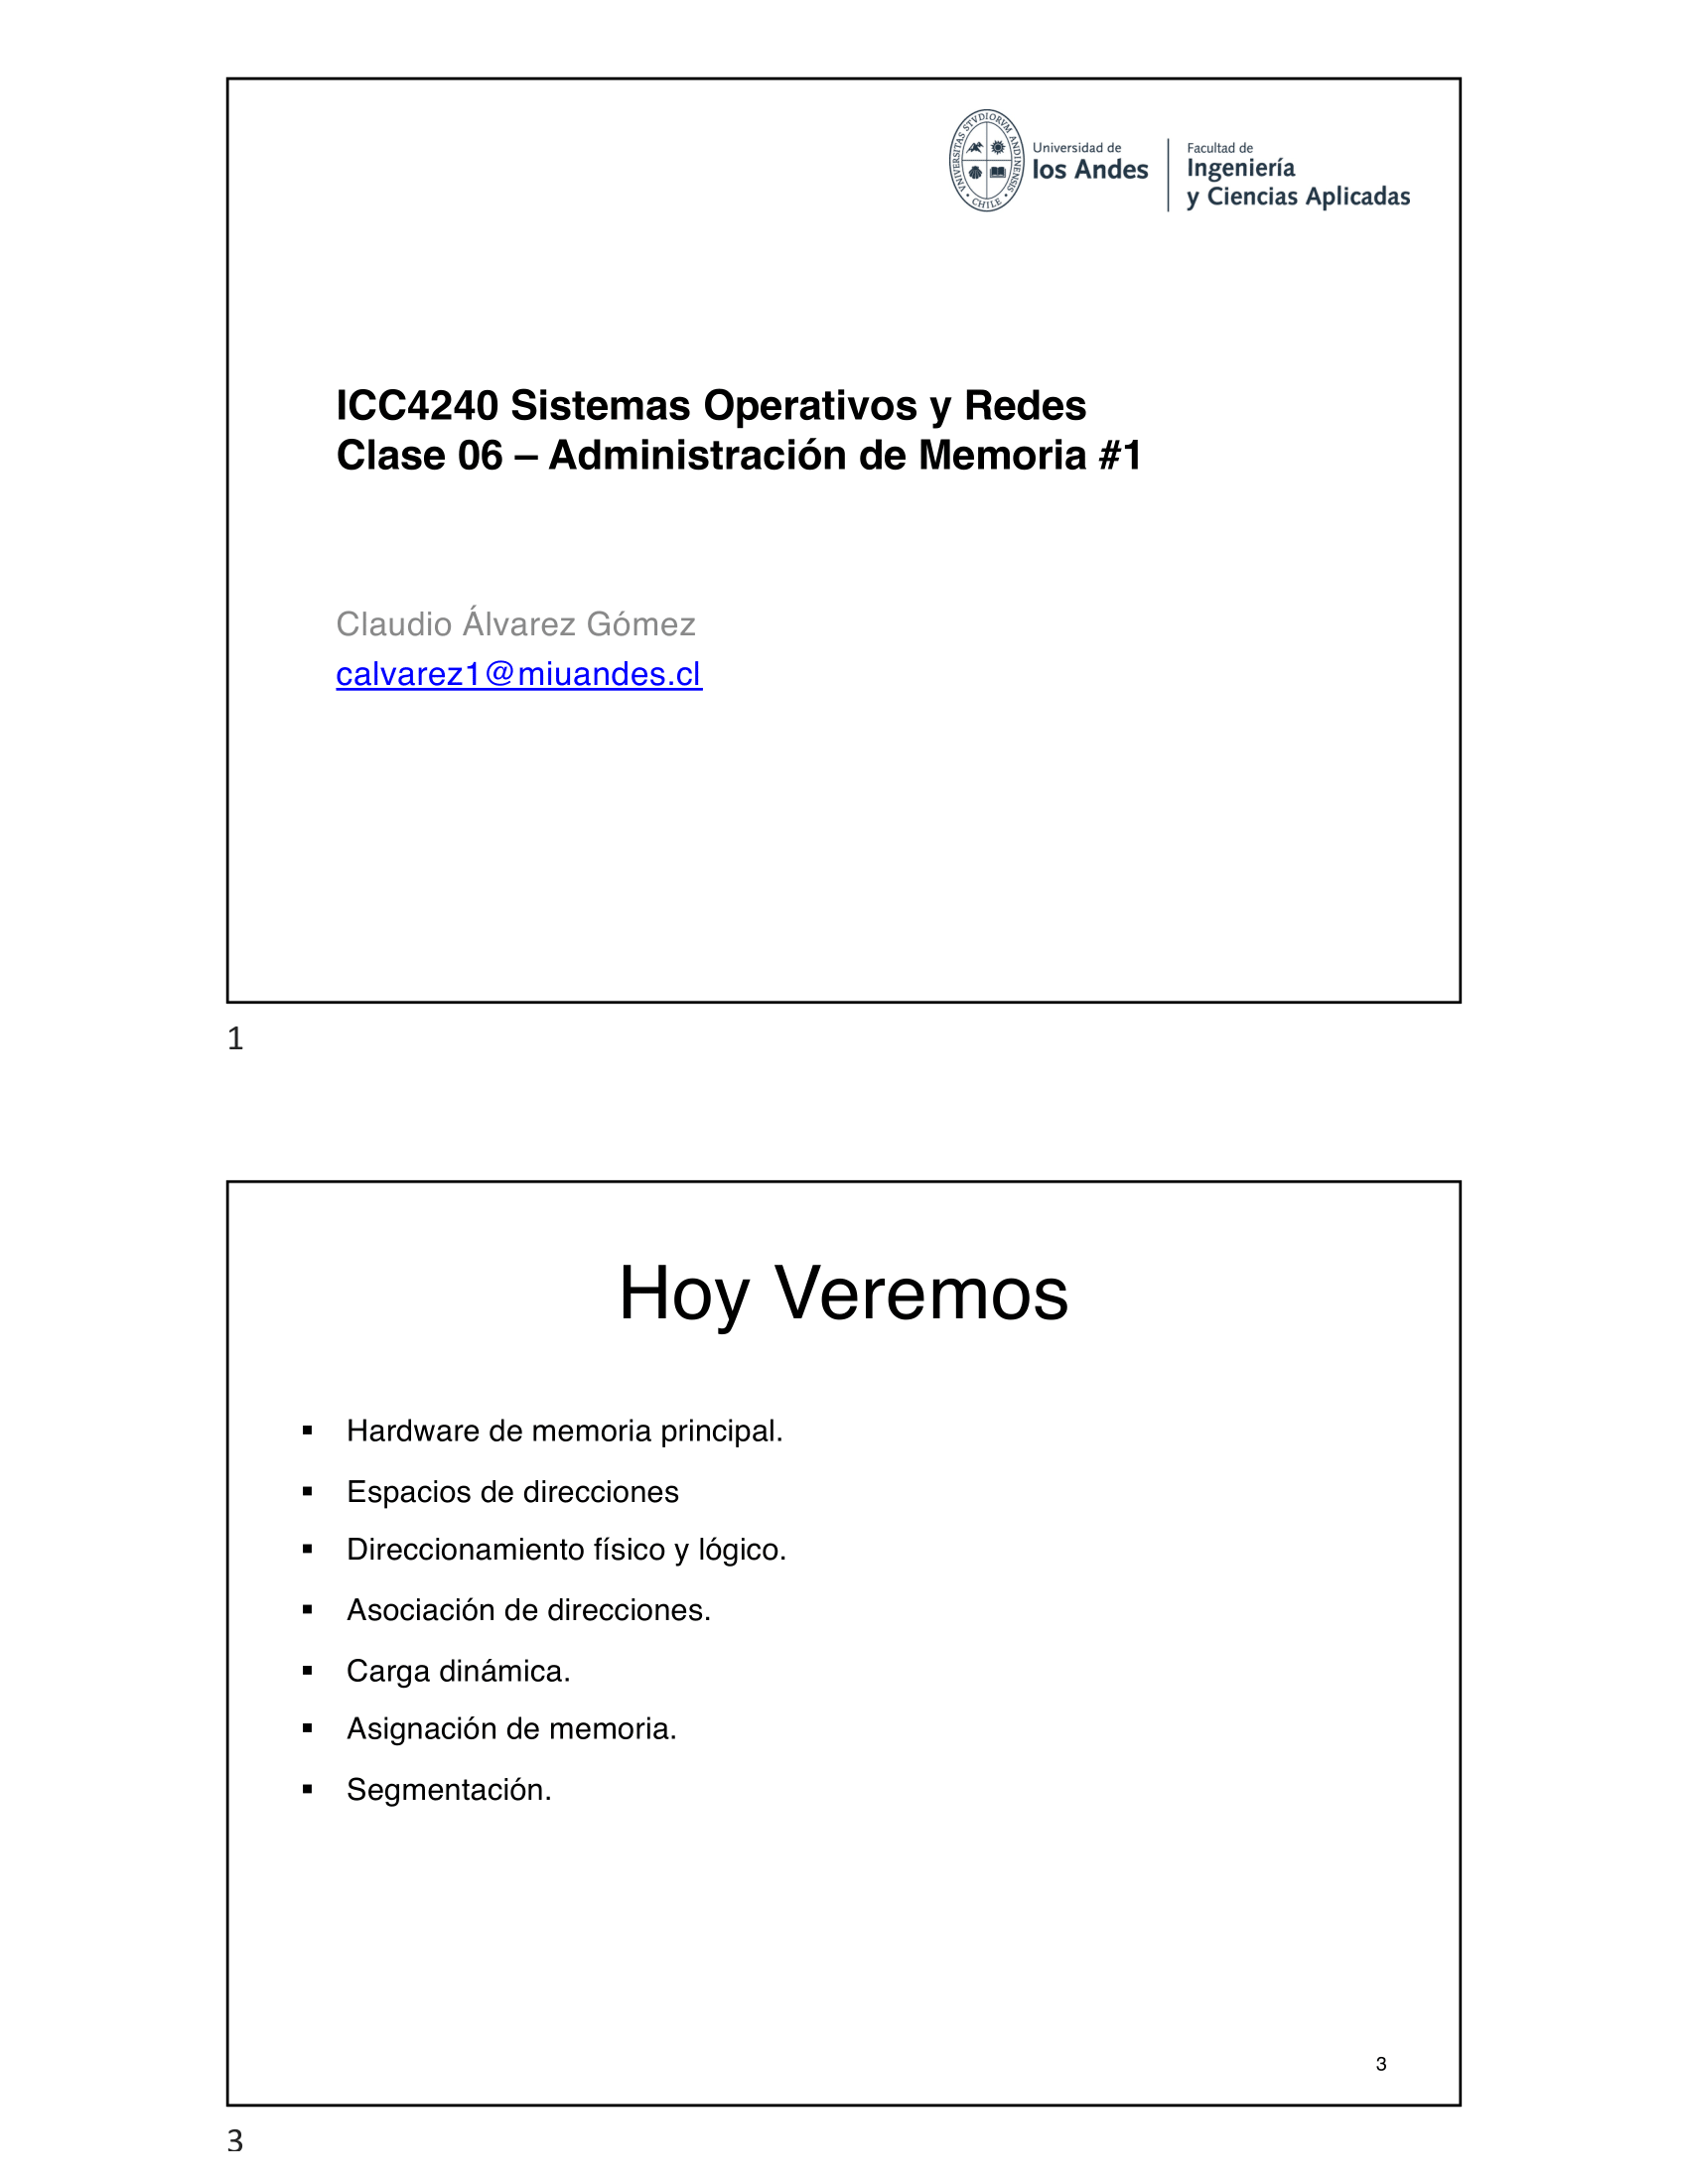 VNIVERSITAS STVDIORVM ANDINENSIS • CHILE •
Universidad de
los Andes
Facultad de
Ingeniería
y Ciencias Aplicadas
ICC4240 Sistemas Operativos y Redes
Clase 06 – Administración de Memoria #1
Claudio Álvarez Gómez
calvarez1@miuandes.cl
1
Hoy Veremos
▪ Hardware de memoria principal.
▪ Espacios de direcciones
▪ Direccionamiento físico y lógico.
▪ Asociación de direcciones.
▪ Carga dinámica.
▪ Asignación de memoria.
▪ Segmentación.
3
3